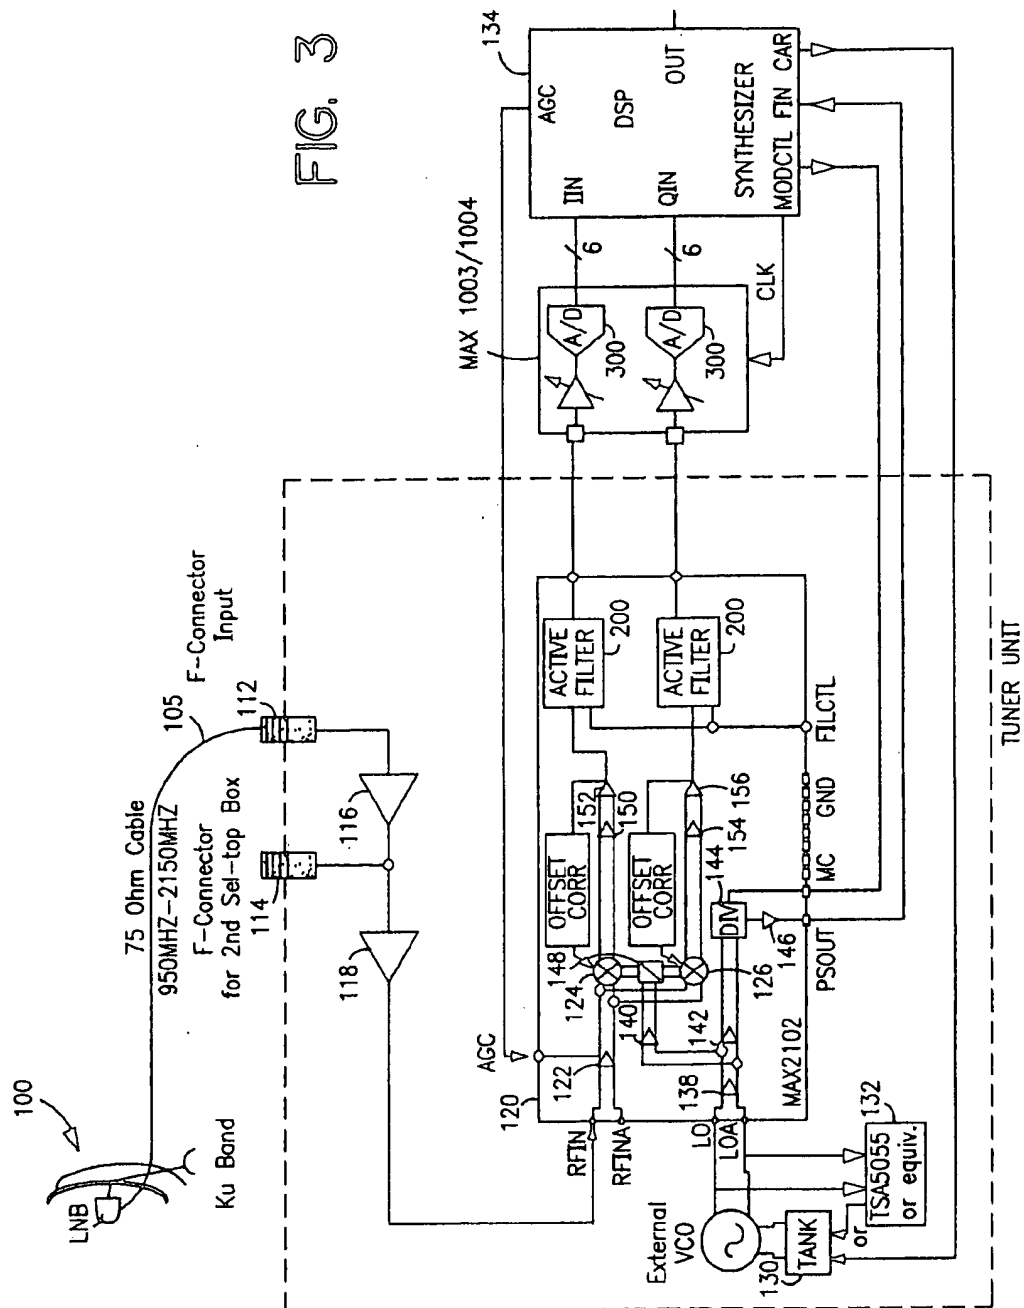 FIG. 3
100
LNB
Ku Band
75 Ohm Cable
950MHZ-2150MHZ
105
F-Connector
for 2nd Sel-top Box
114
F-Connector
Input
112
116
118
TUNER UNIT
120
AGC
RFIN
RFINA
122
124
148
OFFSET
CORR
152
150
ACTIVE
FILTER
200
140
126
OFFSET
CORR
154
156
ACTIVE
FILTER
200
LO
LOA
138
142
DIV
144
146
MAX2102
PSOUT
MC
GND
FILCTL
External
VCO
130
TANK
or
132
TSA5055
or equiv.
MAX 1003/1004
A/D
300
A/D
300
6
6
CLK
134
AGC
IIN
QIN
DSP
OUT
SYNTHESIZER
MODCTL
FIN
CAR